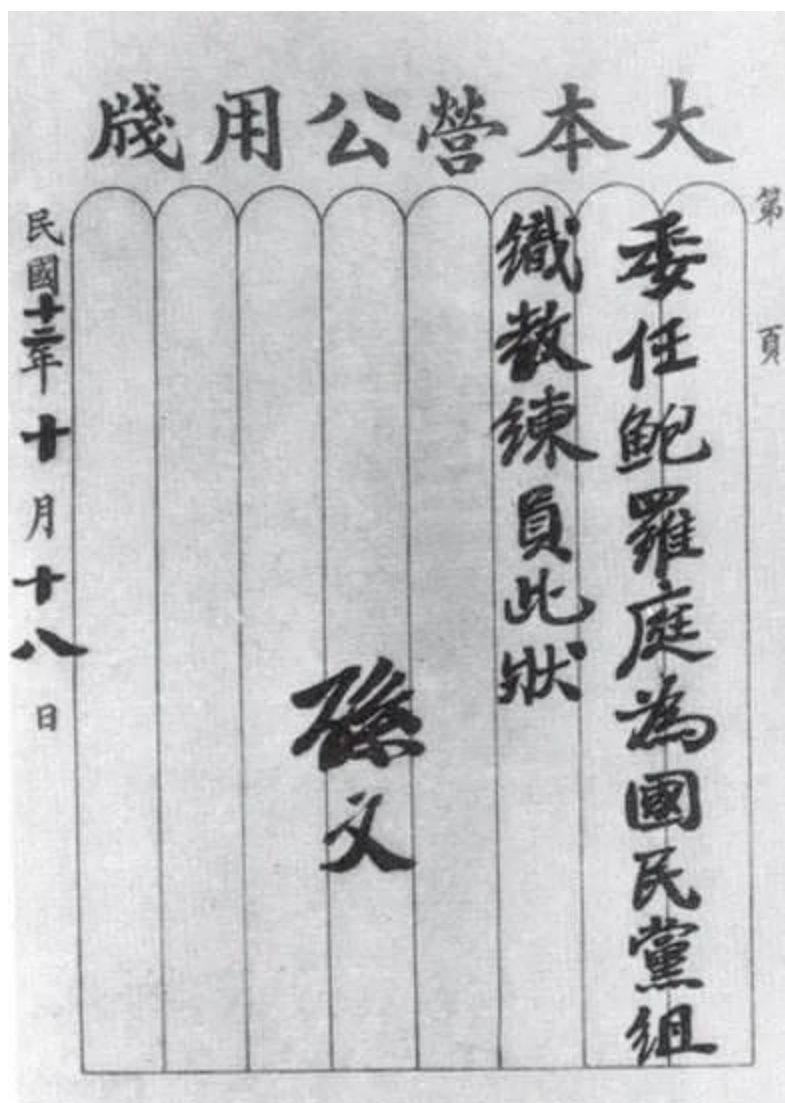 大本營公用牋
第 頁
委任鮑羅庭為國民黨組
織教練員此狀
孫文
民國十二年十月十八日